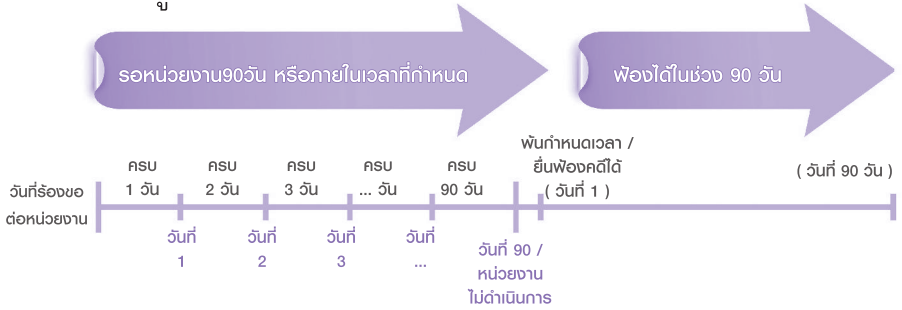 รอหน่วยงาน90วัน หรือภายในเวลาที่กำหนด
ฟ้องได้ในช่วง 90 วัน
วันที่ร้องขอ
ต่อหน่วยงาน
ครบ
1 วัน
ครบ
2 วัน
ครบ
3 วัน
ครบ
... วัน
ครบ
90 วัน
พ้นกำหนดเวลา /
ยื่นฟ้องคดีได้
( วันที่ 1 )
( วันที่ 90 วัน )
วันที่
1
วันที่
2
วันที่
3
วันที่
...
วันที่ 90 /
หน่วยงาน
ไม่ดำเนินการ